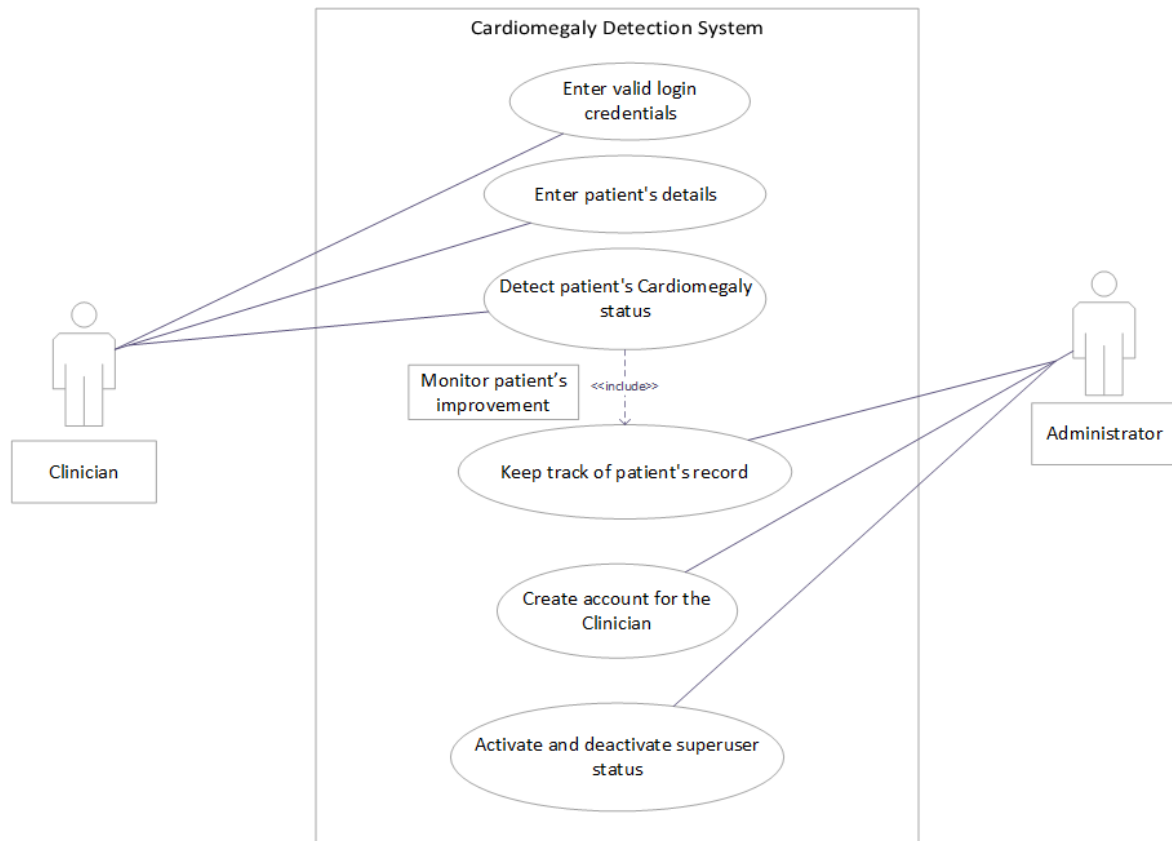 Cardiomegaly Detection System
Enter valid login
credentials
Enter patient's details
Detect patient's Cardiomegaly
status
Monitor patient’s
improvement
<<include>>
Clinician
Administrator
Keep track of patient's record
Create account for the
Clinician
Activate and deactivate superuser
status